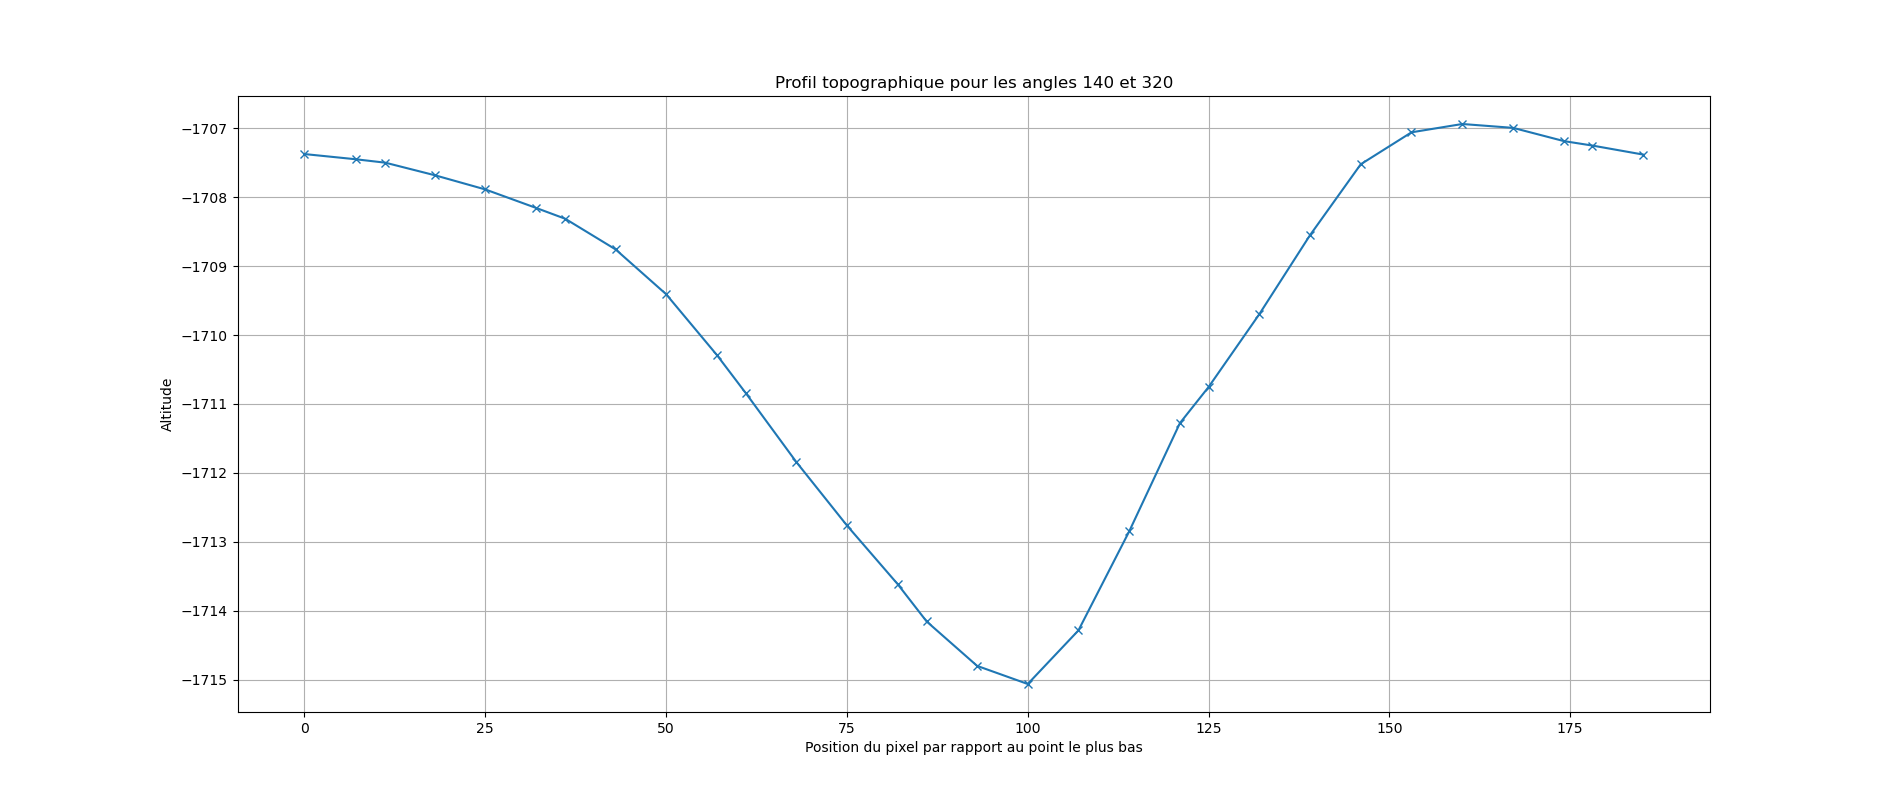 Profil topographique pour les angles 140 et 320
−1707
−1708
−1709
−1710
−1711
−1712
−1713
−1714
−1715
Altitude
0 25 50 75 100 125 150 175
Position du pixel par rapport au point le plus bas